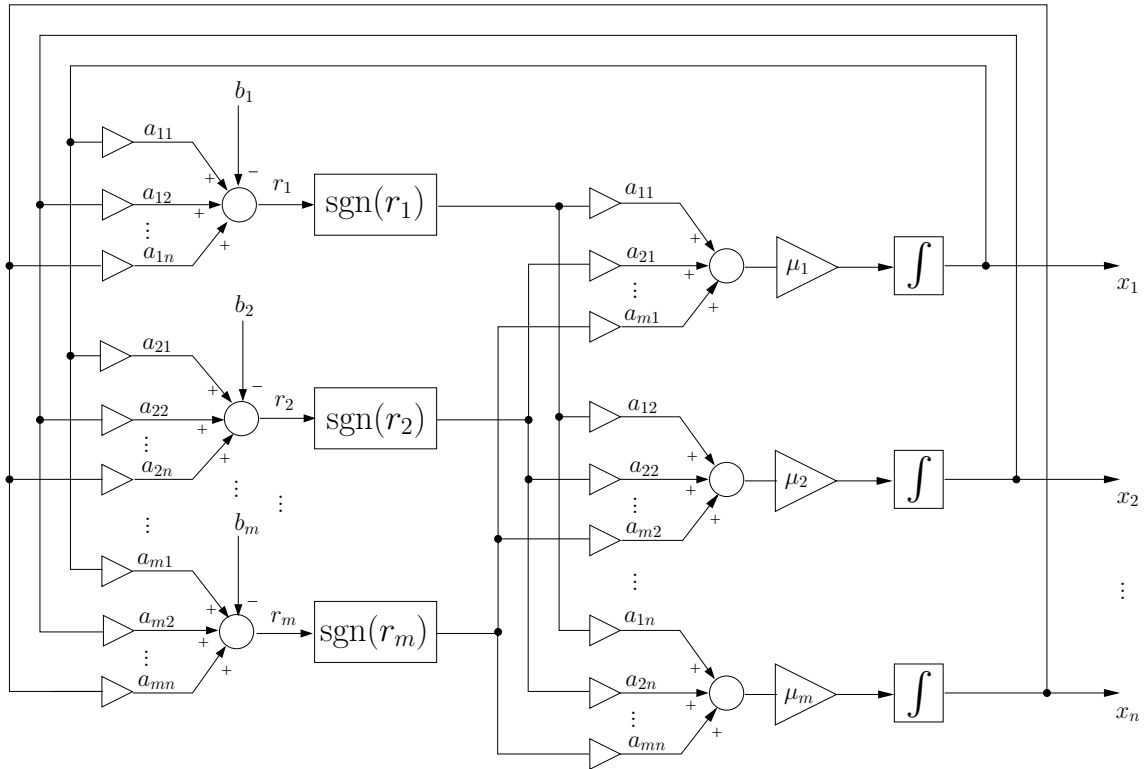 b₁
a₁₁
+
−
a₁₂
r₁
sgn(r₁)
+
⋮
a₁ₙ
+
a₁₁
+
a₂₁
+
⋮
aₘ₁
+
μ₁
∫
x₁
b₂
a₂₁
+
−
a₂₂
r₂
sgn(r₂)
+
⋮
a₂ₙ
+
⋮
⋮
a₁₂
+
a₂₂
+
⋮
aₘ₂
+
μ₂
∫
x₂
⋮
bₘ
aₘ₁
+
−
aₘ₂
rₘ
sgn(rₘ)
+
⋮
aₘₙ
+
⋮
⋮
a₁ₙ
+
a₂ₙ
+
⋮
aₘₙ
+
μₘ
∫
xₙ